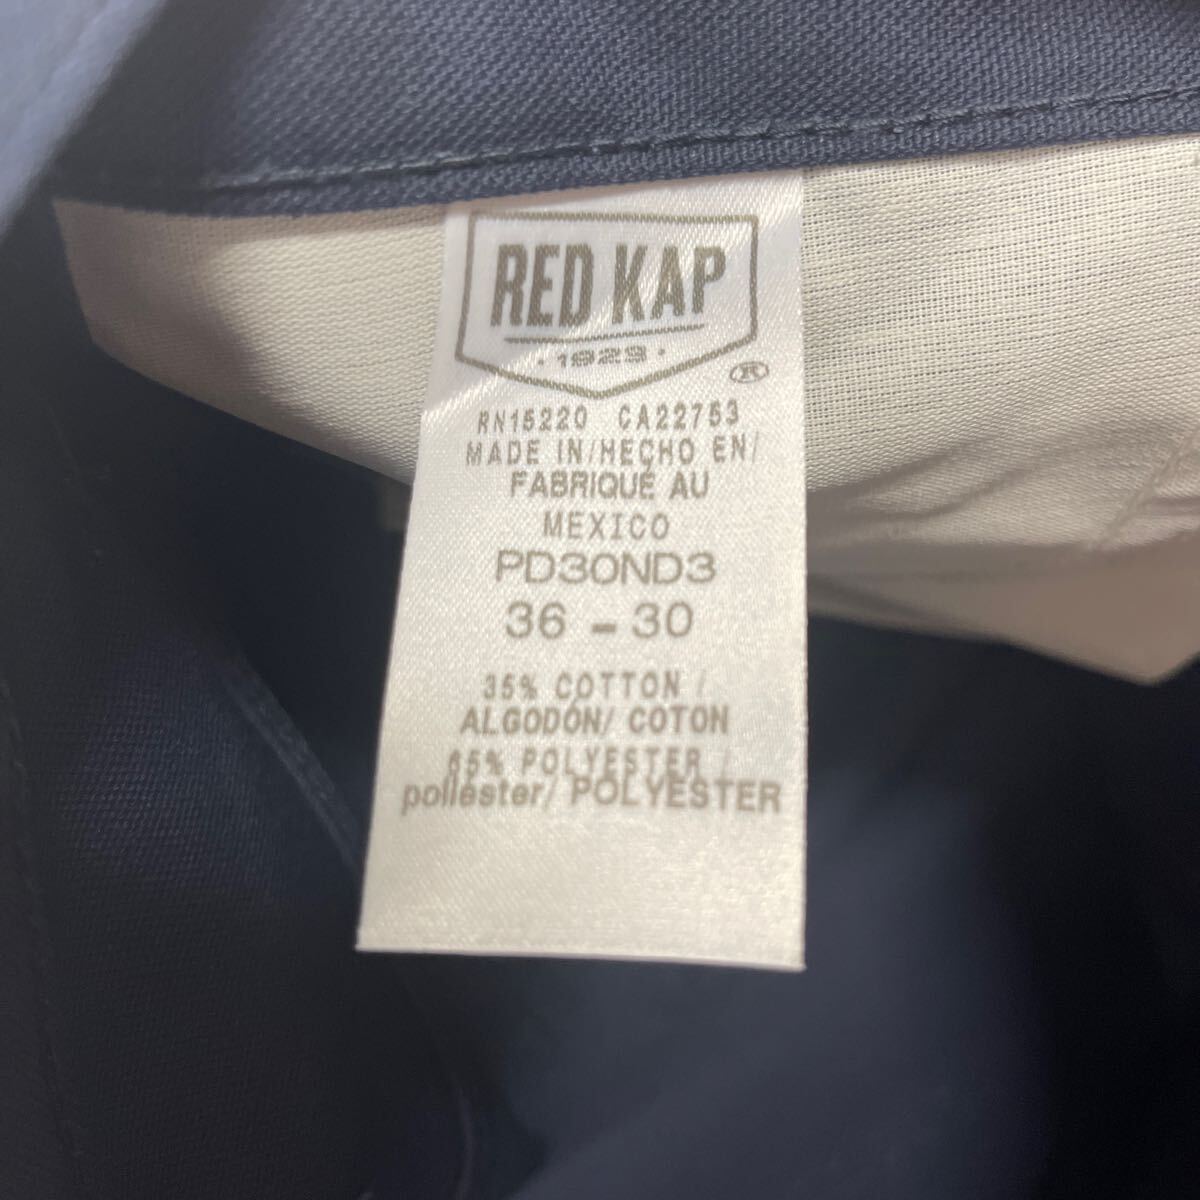 RED KAP
· 1923 ·
®
RN15220 CA22753
MADE IN/HECHO EN/
FABRIQUÉ AU
MEXICO
PD30ND3
36 - 30
35% COTTON /
ALGODÓN/ COTON
65% POLYESTER /
poliéster/ POLYESTER